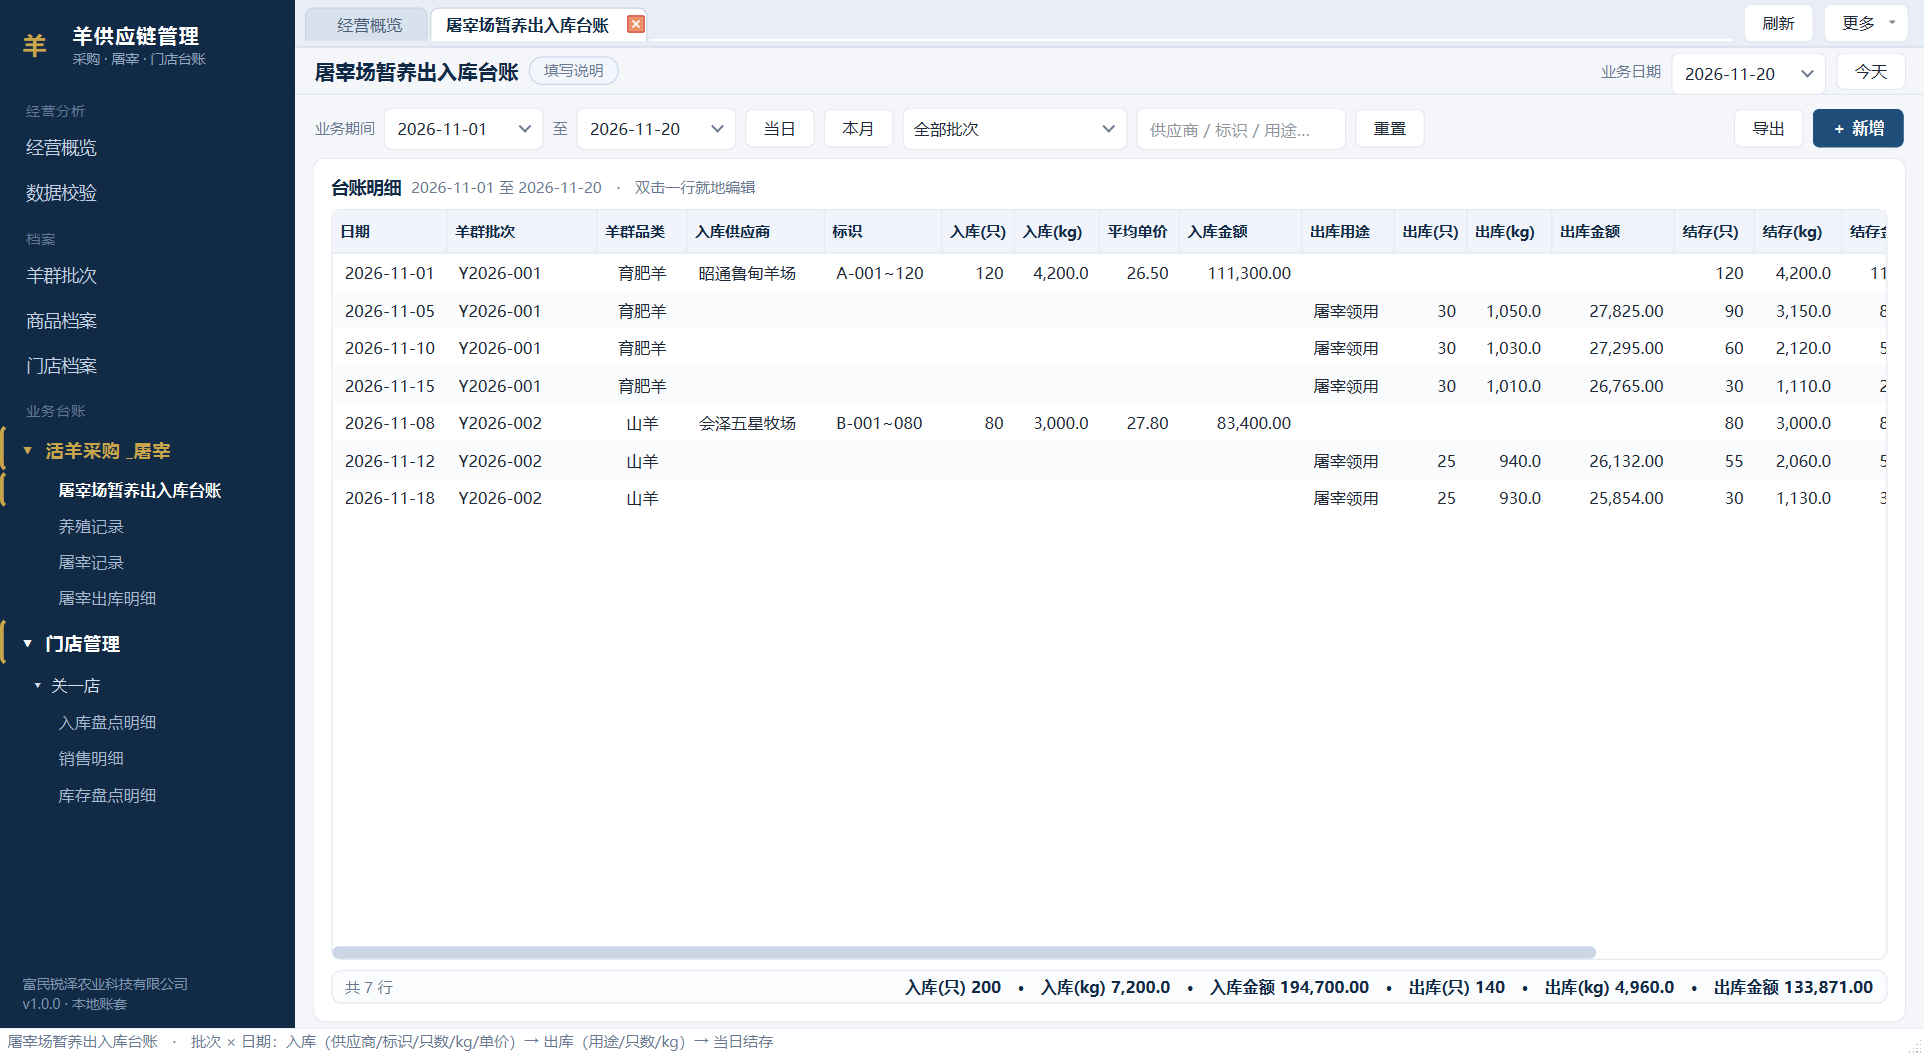 羊 羊供应链管理
采购 · 屠宰 · 门店台账
经营分析
经营概览
数据校验
档案
羊群批次
商品档案
门店档案
业务台账
活羊采购 _屠宰
屠宰场暂养出入库台账
养殖记录
屠宰记录
屠宰出库明细
门店管理
关一店
入库盘点明细
销售明细
库存盘点明细
富民锐泽农业科技有限公司
v1.0.0 · 本地账套
经营概览 屠宰场暂养出入库台账 刷新 更多
屠宰场暂养出入库台账 填写说明 业务日期 2026-11-20 今天
业务期间 2026-11-01 至 2026-11-20 当日 本月 全部批次 供应商 / 标识 / 用途... 重置 导出 + 新增
台账明细 2026-11-01 至 2026-11-20 · 双击一行就地编辑
日期 羊群批次 羊群品类 入库供应商 标识 入库(只) 入库(kg) 平均单价 入库金额 出库用途 出库(只) 出库(kg) 出库金额 结存(只) 结存(kg) 结存
2026-11-01 Y2026-001 育肥羊 昭通鲁甸羊场 A-001~120 120 4,200.0 26.50 111,300.00 120 4,200.0 11
2026-11-05 Y2026-001 育肥羊 屠宰领用 30 1,050.0 27,825.00 90 3,150.0 8
2026-11-10 Y2026-001 育肥羊 屠宰领用 30 1,030.0 27,295.00 60 2,120.0 5
2026-11-15 Y2026-001 育肥羊 屠宰领用 30 1,010.0 26,765.00 30 1,110.0 2
2026-11-08 Y2026-002 山羊 会泽五星牧场 B-001~080 80 3,000.0 27.80 83,400.00 80 3,000.0 8
2026-11-12 Y2026-002 山羊 屠宰领用 25 940.0 26,132.00 55 2,060.0 5
2026-11-18 Y2026-002 山羊 屠宰领用 25 930.0 25,854.00 30 1,130.0 3
共 7 行 入库(只) 200 • 入库(kg) 7,200.0 • 入库金额 194,700.00 • 出库(只) 140 • 出库(kg) 4,960.0 • 出库金额 133,871.00
屠宰场暂养出入库台账 · 批次 × 日期：入库（供应商/标识/只数/kg/单价）→ 出库（用途/只数/kg）→ 当日结存